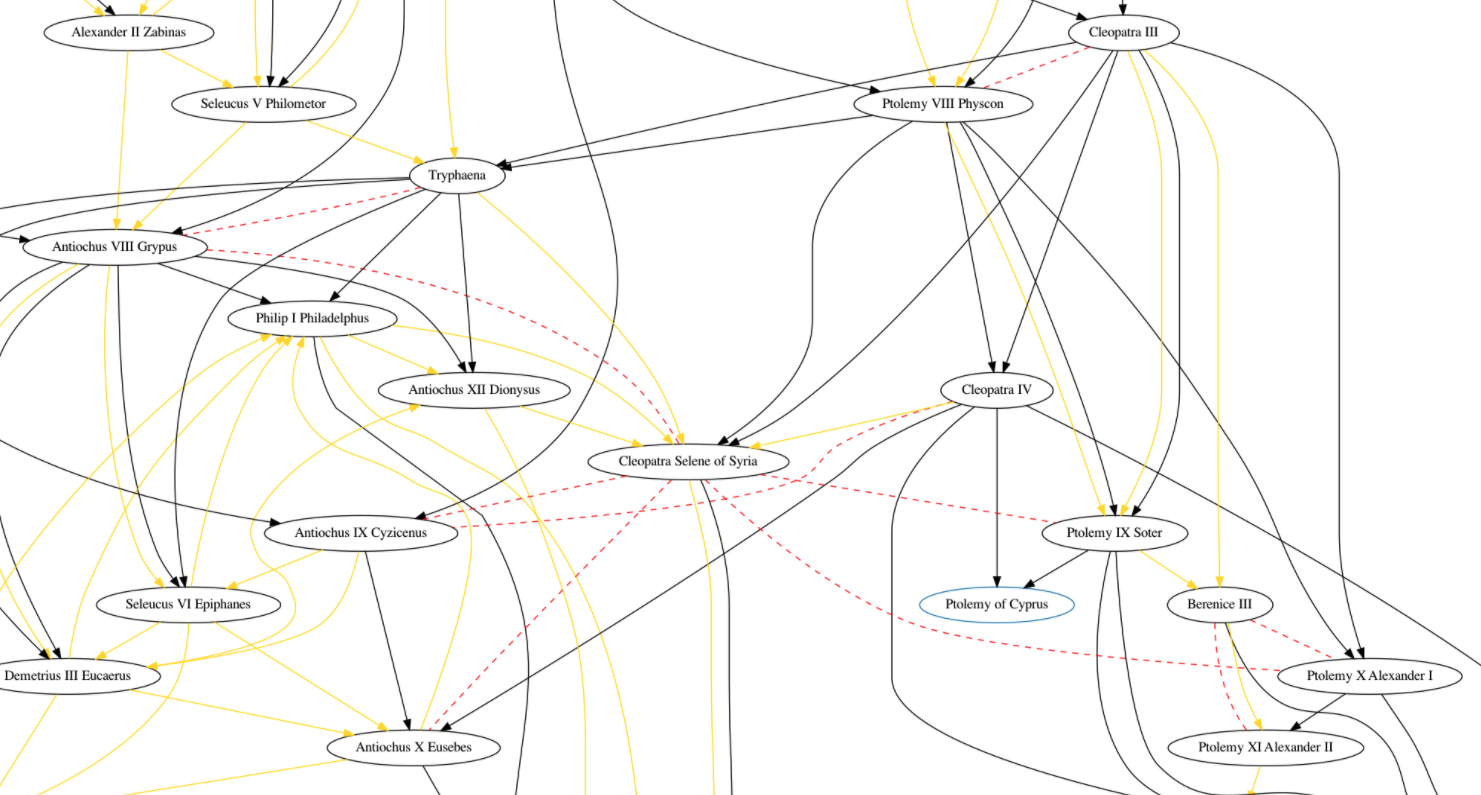 Alexander II Zabinas
Cleopatra III
Seleucus V Philometor
Ptolemy VIII Physcon
Tryphaena
Antiochus VIII Grypus
Philip I Philadelphus
Antiochus XII Dionysus
Cleopatra IV
Cleopatra Selene of Syria
Antiochus IX Cyzicenus
Ptolemy IX Soter
Seleucus VI Epiphanes
Ptolemy of Cyprus
Berenice III
Demetrius III Eucaerus
Ptolemy X Alexander I
Antiochus X Eusebes
Ptolemy XI Alexander II